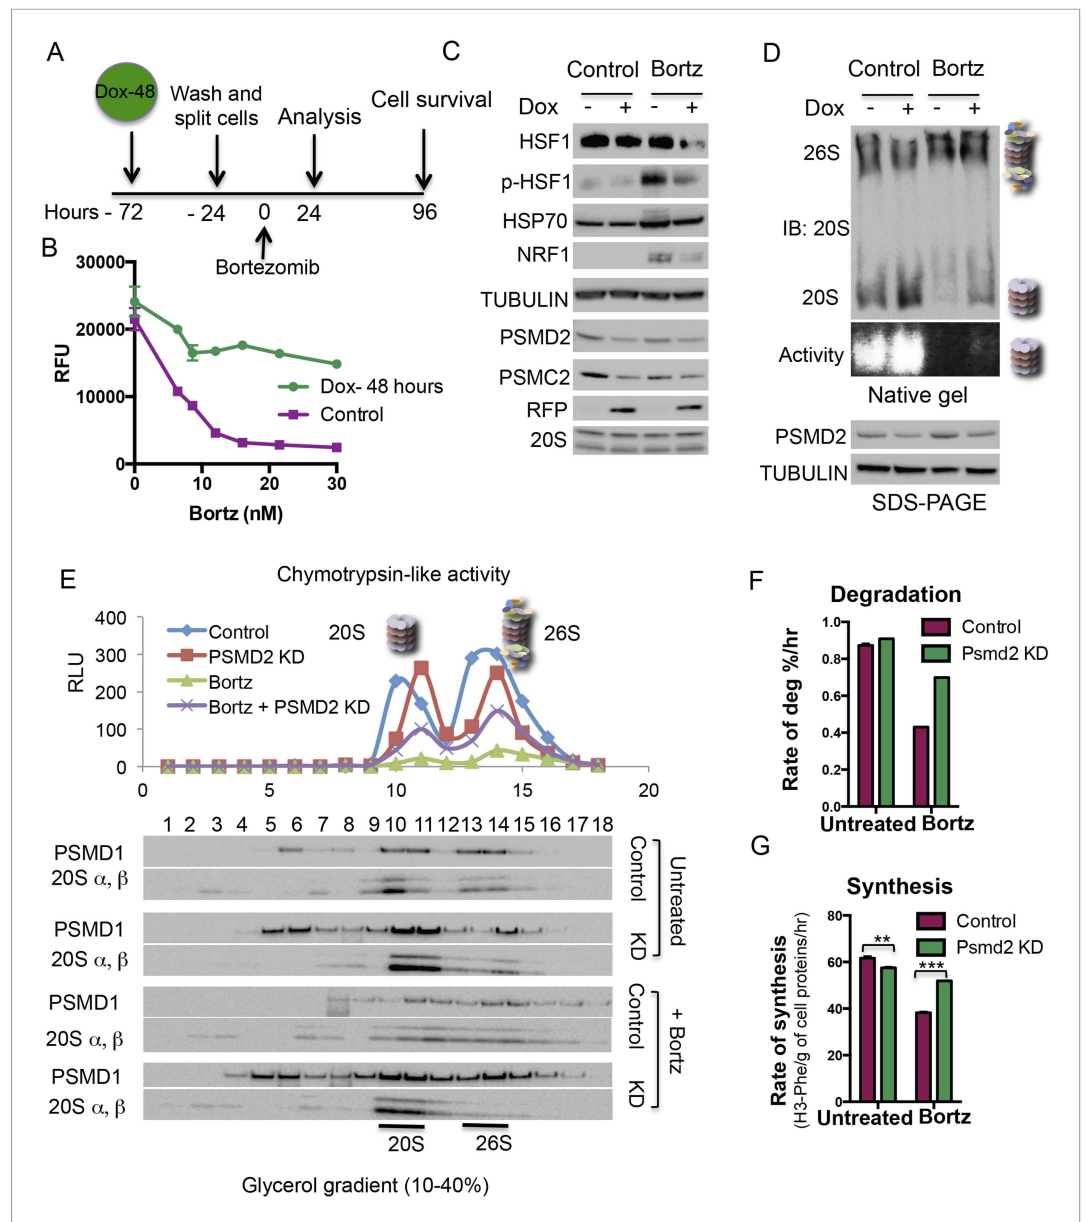 A
Dox-48
Wash and
split cells
Analysis
Cell survival
Hours - 72
- 24
0
24
96
Bortezomib
B
30000
20000
10000
0
RFU
0 10 20 30
Bortz (nM)
Dox- 48 hours
Control
C
Control Bortz
Dox - + - +
HSF1
p-HSF1
HSP70
NRF1
TUBULIN
PSMD2
PSMC2
RFP
20S
D
Control Bortz
Dox - + - +
26S
IB: 20S
20S
Activity
Native gel
PSMD2
TUBULIN
SDS-PAGE
E
Chymotrypsin-like activity
400
300
200
100
0
RLU
Control
PSMD2 KD
Bortz
Bortz + PSMD2 KD
20S
26S
0 5 10 15 20
1 2 3 4 5 6 7 8 9 10 11 12 13 14 15 16 17 18
PSMD1
20S α, β
Control
PSMD1
20S α, β
KD
Untreated
PSMD1
20S α, β
Control
PSMD1
20S α, β
KD
+ Bortz
20S 26S
Glycerol gradient (10-40%)
F
Degradation
Control
Psmd2 KD
1.0
0.8
0.6
0.4
0.2
0.0
Rate of deg %/hr
Untreated Bortz
G
Synthesis
Control
Psmd2 KD
80
60
40
20
0
**
***
Rate of synthesis
(H3-Phe/g of cell proteins/hr)
Untreated Bortz